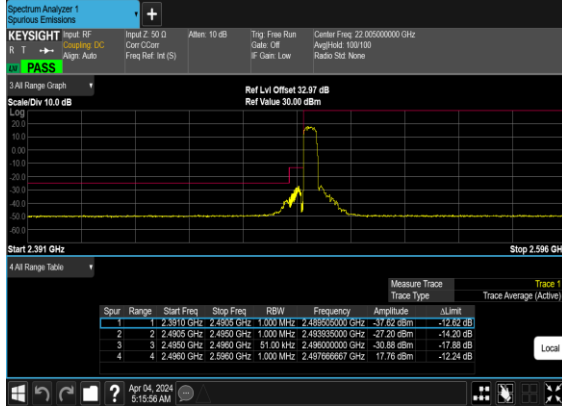 Spectrum Analyzer 1
Spurious Emissions
+
KEYSIGHT Input: RF Input Z: 50 Ω Atten: 10 dB Trig: Free Run Center Freq: 22.005000000 GHz
R T Coupling: DC Corr CCorr Gate: Off Avg|Hold: 100/100
Align: Auto Freq Ref: Int (S) IF Gain: Low Radio Std: None
PASS
3 All Range Graph
Ref Lvl Offset 32.97 dB
Scale/Div 10.0 dB Ref Value 30.00 dBm
Log
20.0
10.0
0.00
-10.0
-20.0
-30.0
-40.0
-50.0
-60.0
Start 2.391 GHz Stop 2.596 GH
4 All Range Table
Measure Trace Trace 1
Trace Type Trace Average (Active)
Spur Range Start Freq Stop Freq RBW Frequency Amplitude ΔLimit
1 1 2.3910 GHz 2.4905 GHz 1.000 MHz 2.489505000 GHz -37.62 dBm -12.62 dB
2 2 2.4905 GHz 2.4950 GHz 1.000 MHz 2.493935000 GHz -27.20 dBm -14.20 dB
3 3 2.4950 GHz 2.4960 GHz 51.00 kHz 2.496000000 GHz -30.88 dBm -17.88 dB
4 4 2.4960 GHz 2.5960 GHz 1.000 MHz 2.497666667 GHz 17.76 dBm -12.24 dB
Local
? Apr 04, 2024
5:15:56 AM